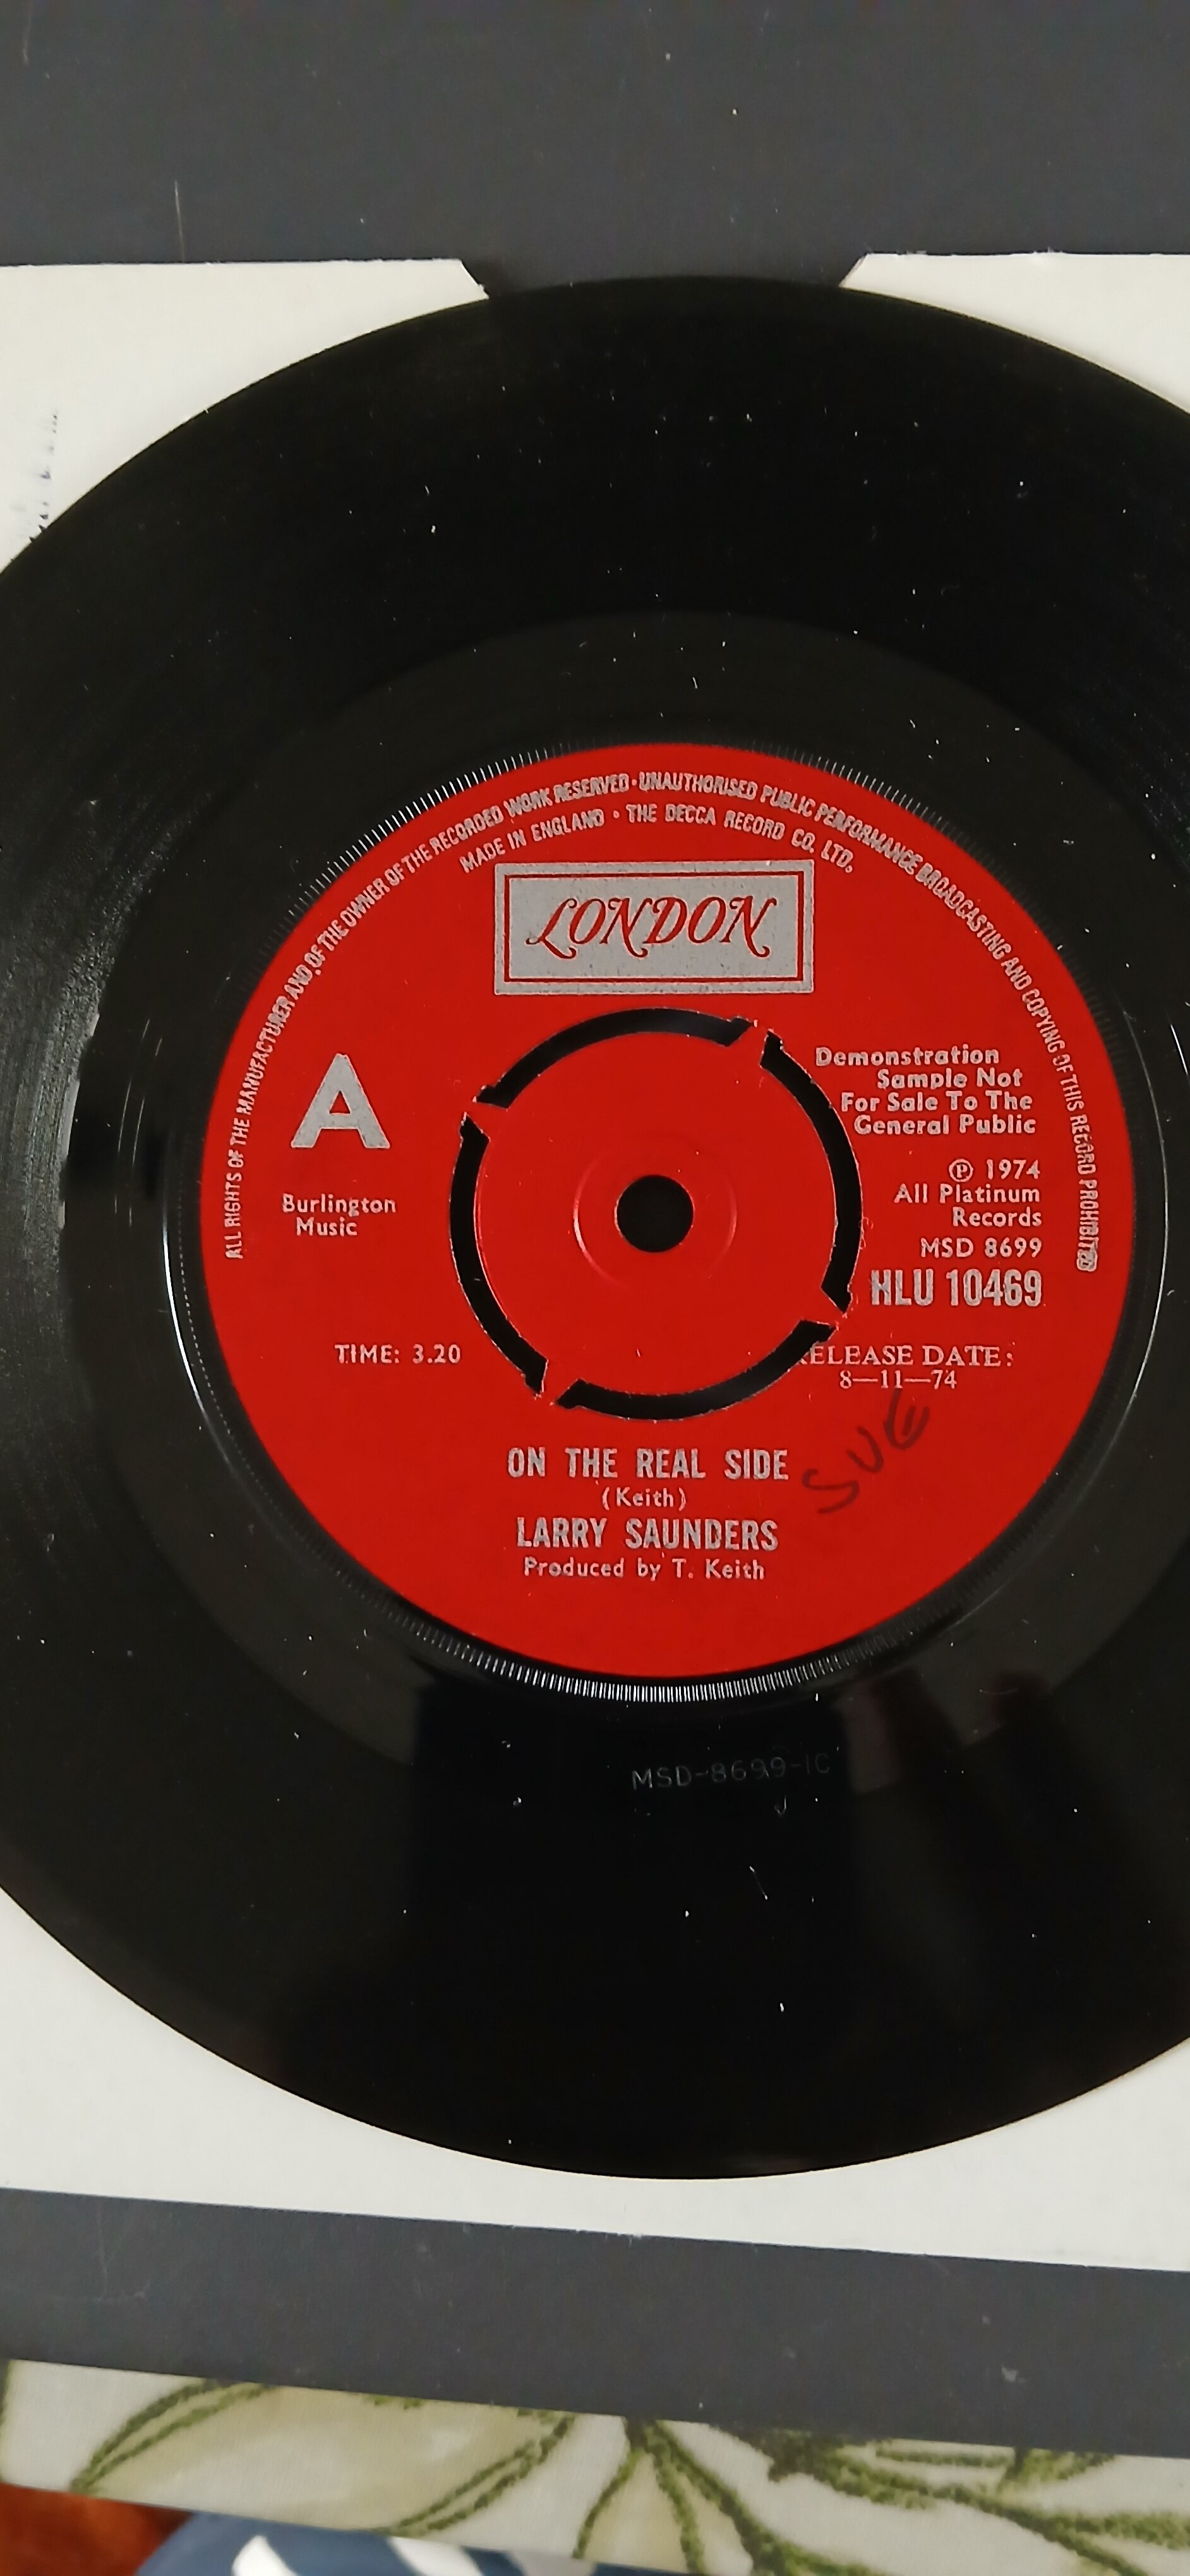 ALL RIGHTS OF THE MANUFACTURER AND OF THE OWNER OF THE RECORDED WORK RESERVED · UNAUTHORISED PUBLIC PERFORMANCE BROADCASTING AND COPYING OF THIS RECORD PROHIBITED
MADE IN ENGLAND · THE DECCA RECORD CO. LTD.
LONDON
A
Demonstration
Sample Not
For Sale To The
General Public
Burlington
Music
℗ 1974
All Platinum
Records
MSD 8699
HLU 10469
TIME: 3.20
RELEASE DATE:
8—11—74
SUE
ON THE REAL SIDE
(Keith)
LARRY SAUNDERS
Produced by T. Keith
MSD-8699-1C